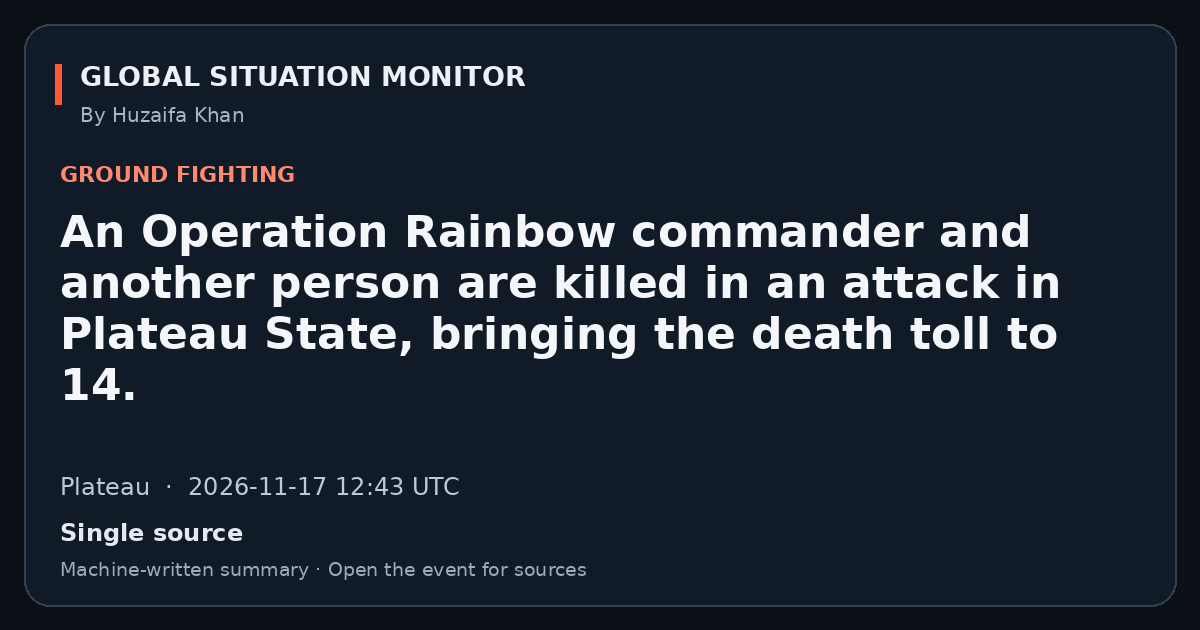 GLOBAL SITUATION MONITOR
By Huzaifa Khan
GROUND FIGHTING
An Operation Rainbow commander and
another person are killed in an attack in
Plateau State, bringing the death toll to
14.
Plateau · 2026-11-17 12:43 UTC
Single source
Machine-written summary · Open the event for sources